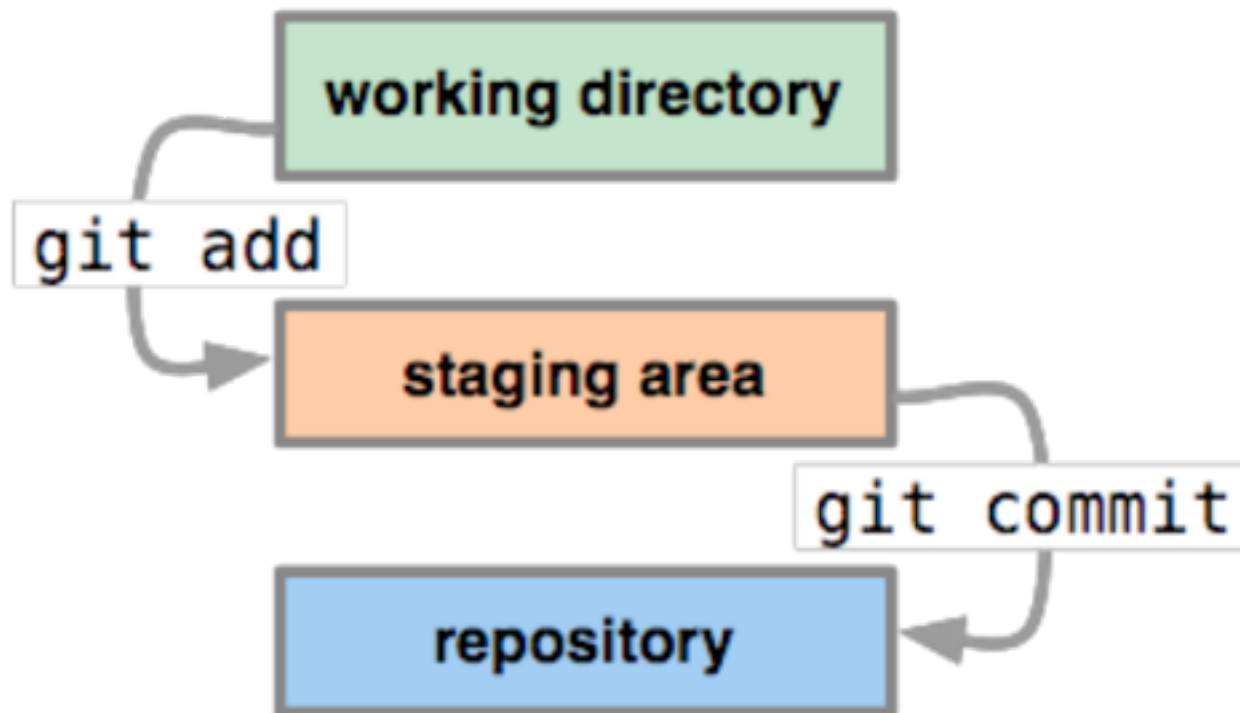 working directory
git add
staging area
git commit
repository